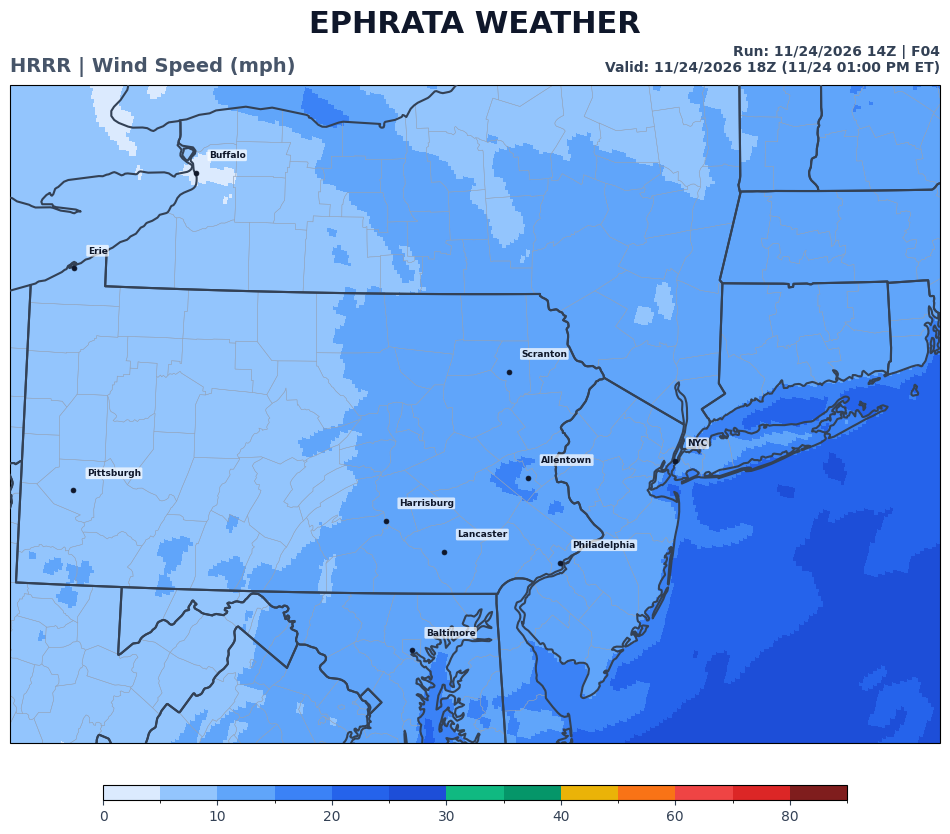 EPHRATA WEATHER
HRRR | Wind Speed (mph)
Run: 11/24/2026 14Z | F04
Valid: 11/24/2026 18Z (11/24 01:00 PM ET)
Buffalo
Erie
Scranton
NYC
Allentown
Pittsburgh
Harrisburg
Lancaster
Philadelphia
Baltimore
0 10 20 30 40 50 60 70 80